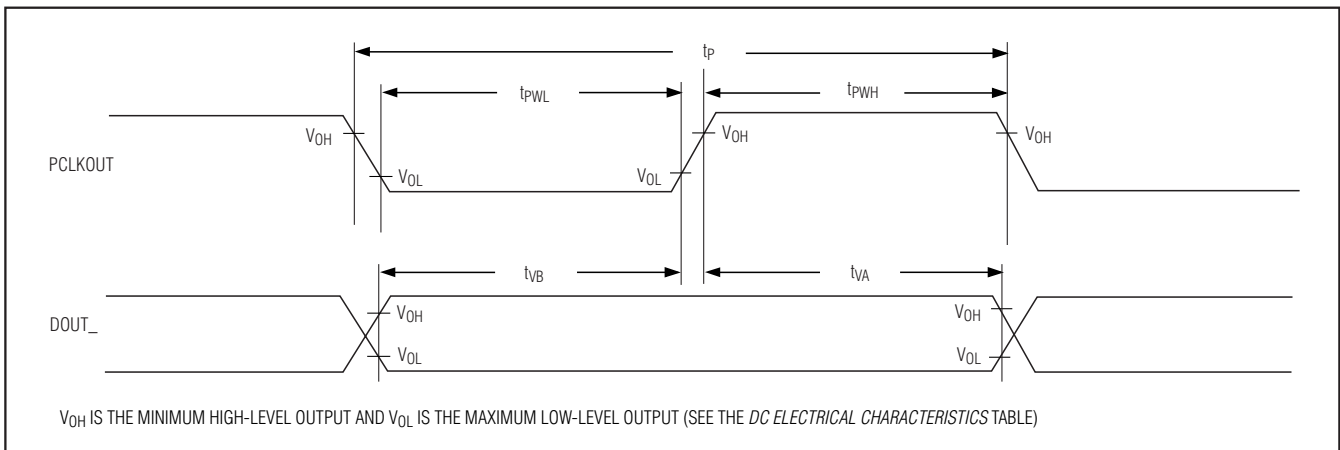 tP
tPWL
tPWH
VOH
VOH
VOH
PCLKOUT
VOL
VOL
tVB
tVA
VOH
VOH
DOUT_
VOL
VOL
VOH IS THE MINIMUM HIGH-LEVEL OUTPUT AND VOL IS THE MAXIMUM LOW-LEVEL OUTPUT (SEE THE DC ELECTRICAL CHARACTERISTICS TABLE)